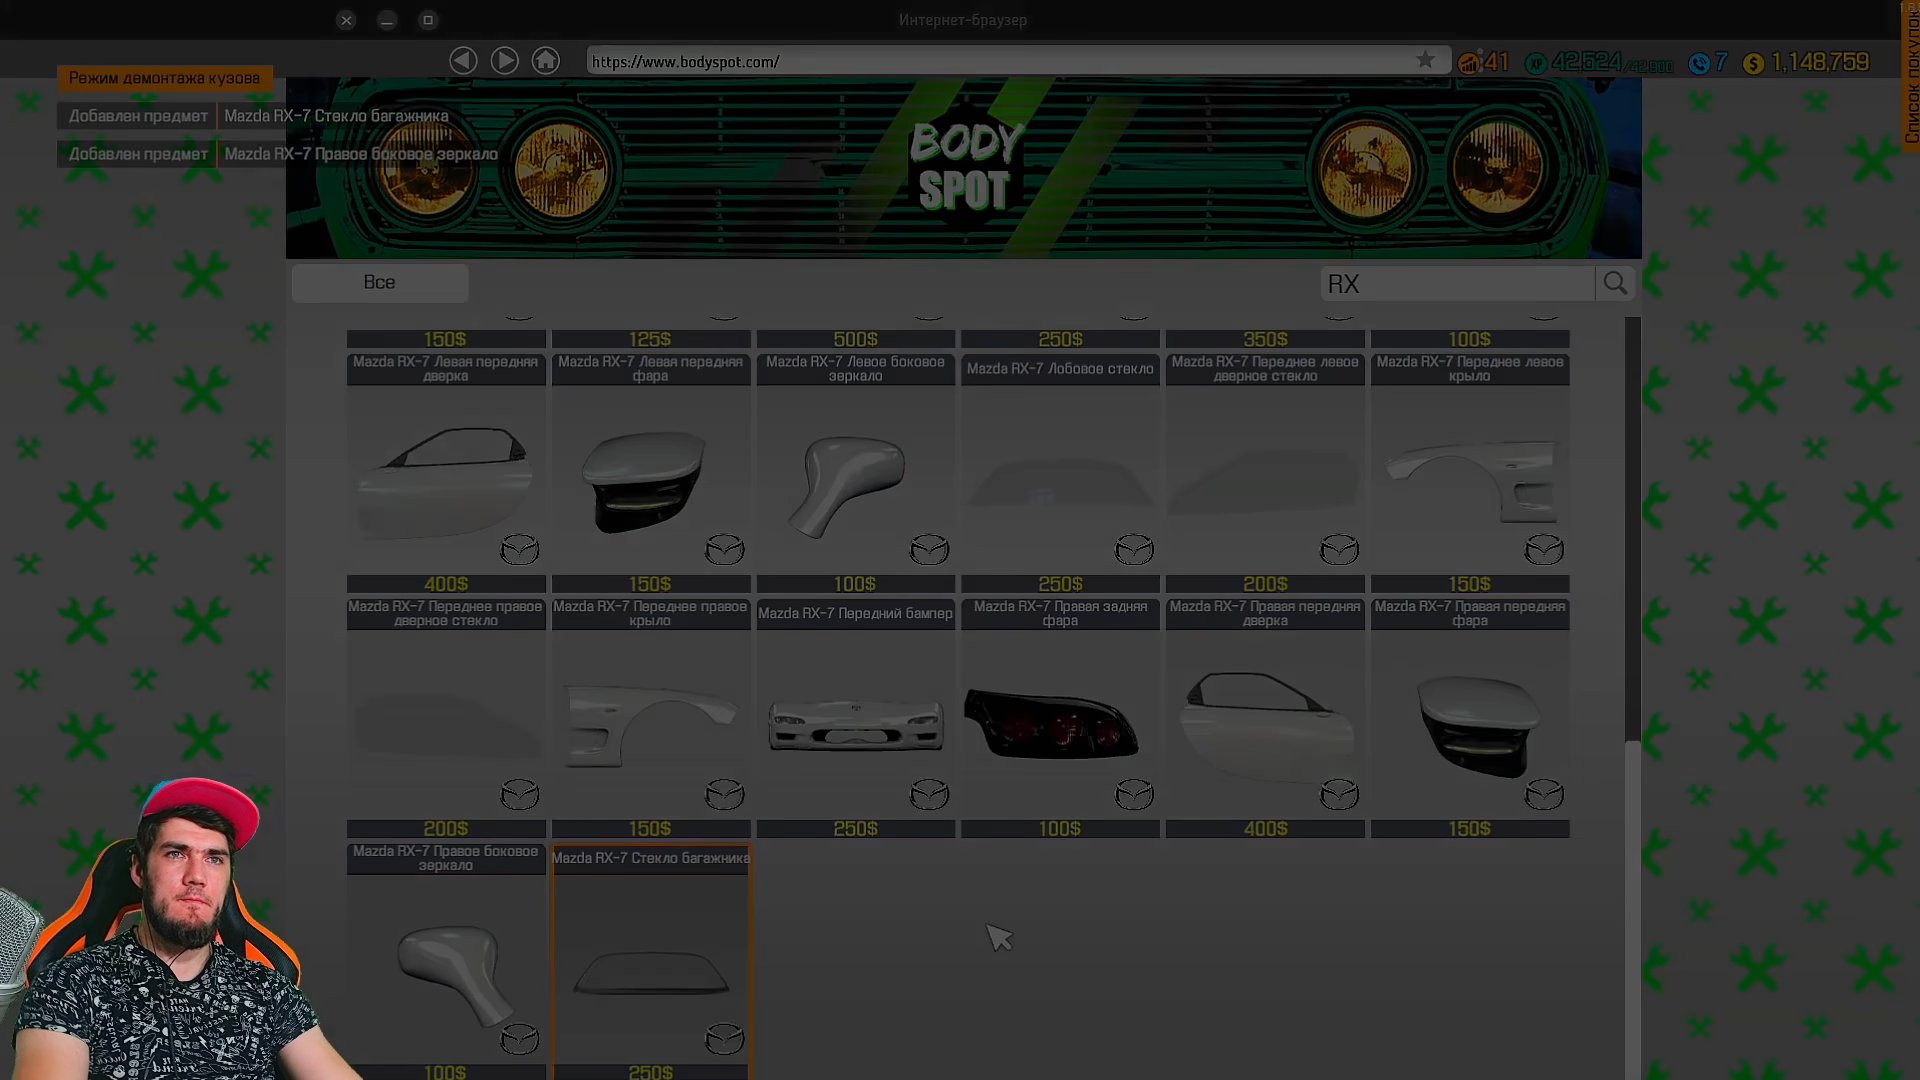 Интернет-браузер
https://www.bodyspot.com/
41
XP 42,524/42,900
7
$ 1,148,759
Список покупок
Режим демонтажа кузова
Добавлен предмет Mazda RX-7 Стекло багажника
Добавлен предмет Mazda RX-7 Правое боковое зеркало
BODY
SPOT
Все
RX
150$ 125$ 500$ 250$ 350$ 100$
Mazda RX-7 Левая передняя
дверка
Mazda RX-7 Левая передняя
фара
Mazda RX-7 Левое боковое
зеркало
Mazda RX-7 Лобовое стекло
Mazda RX-7 Переднее левое
дверное стекло
Mazda RX-7 Переднее левое
крыло
400$ 150$ 100$ 250$ 200$ 150$
Mazda RX-7 Переднее правое
дверное стекло
Mazda RX-7 Переднее правое
крыло
Mazda RX-7 Передний бампер
Mazda RX-7 Правая задняя
фара
Mazda RX-7 Правая передняя
дверка
Mazda RX-7 Правая передняя
фара
200$ 150$ 250$ 100$ 400$ 150$
Mazda RX-7 Правое боковое
зеркало
Mazda RX-7 Стекло багажника
100$ 250$